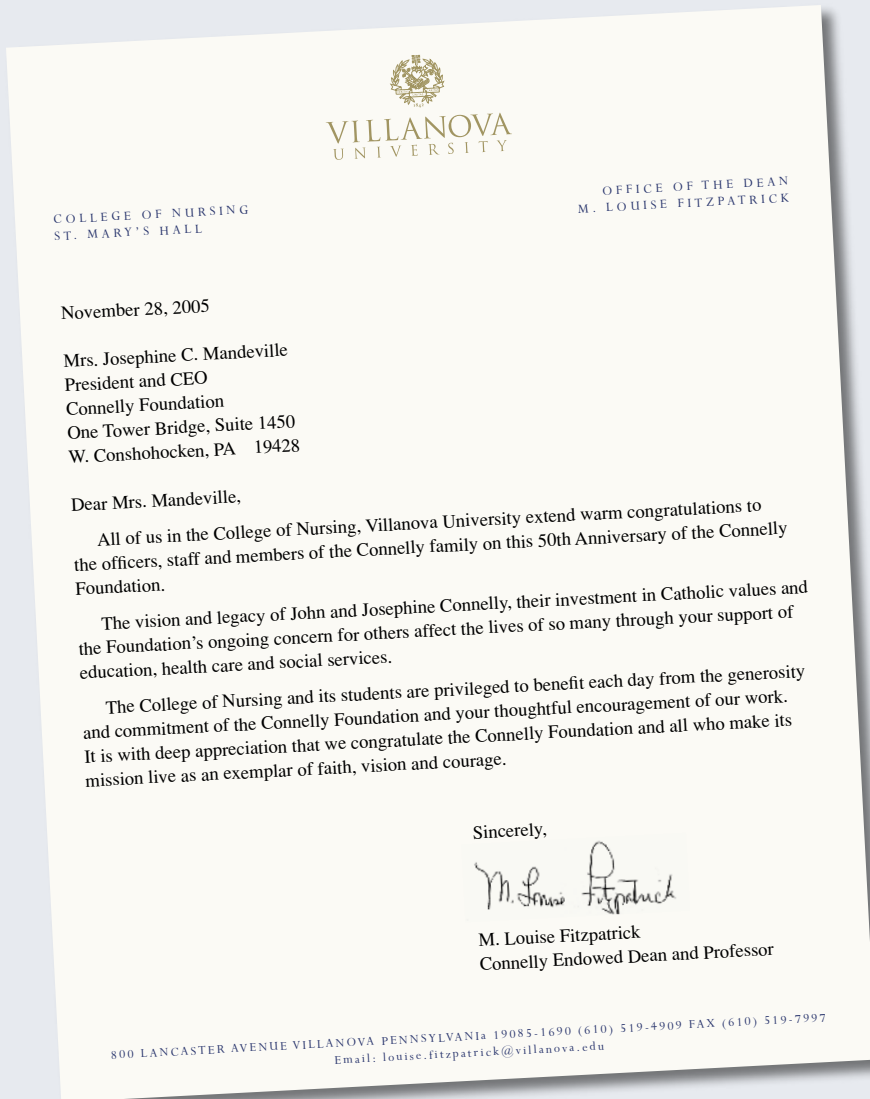 VILLANOVA
UNIVERSITY
COLLEGE OF NURSING
ST. MARY'S HALL
OFFICE OF THE DEAN
M. LOUISE FITZPATRICK
November 28, 2005
Mrs. Josephine C. Mandeville
President and CEO
Connelly Foundation
One Tower Bridge, Suite 1450
W. Conshohocken, PA 19428
Dear Mrs. Mandeville,
All of us in the College of Nursing, Villanova University extend warm congratulations to
the officers, staff and members of the Connelly family on this 50th Anniversary of the Connelly
Foundation.
The vision and legacy of John and Josephine Connelly, their investment in Catholic values and
the Foundation's ongoing concern for others affect the lives of so many through your support of
education, health care and social services.
The College of Nursing and its students are privileged to benefit each day from the generosity
and commitment of the Connelly Foundation and your thoughtful encouragement of our work.
It is with deep appreciation that we congratulate the Connelly Foundation and all who make its
mission live as an exemplar of faith, vision and courage.
Sincerely,
M. Louise Fitzpatrick
M. Louise Fitzpatrick
Connelly Endowed Dean and Professor
800 LANCASTER AVENUE VILLANOVA PENNSYLVANIa 19085-1690 (610) 519-4909 FAX (610) 519-7997
Email: louise.fitzpatrick@villanova.edu